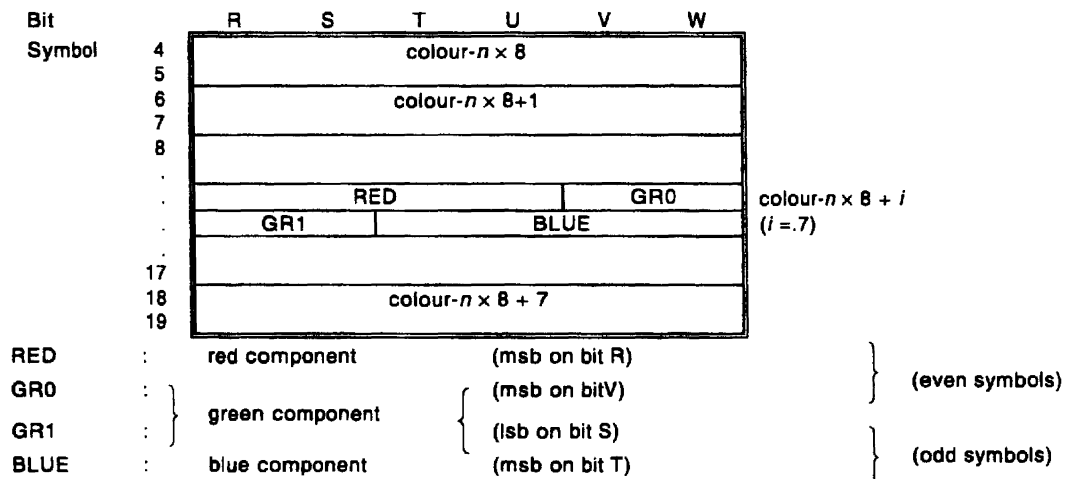 Bit R S T U V W
Symbol 4 colour-n × 8
5
6 colour-n × 8+1
7
8
.
. RED GR0 colour-n × 8 + i
. GR1 BLUE (i =.7)
.
17
18 colour-n × 8 + 7
19
RED : red component (msb on bit R)
(even symbols)
GR0 : (msb on bitV)
green component
GR1 : (lsb on bit S)
(odd symbols)
BLUE : blue component (msb on bit T)